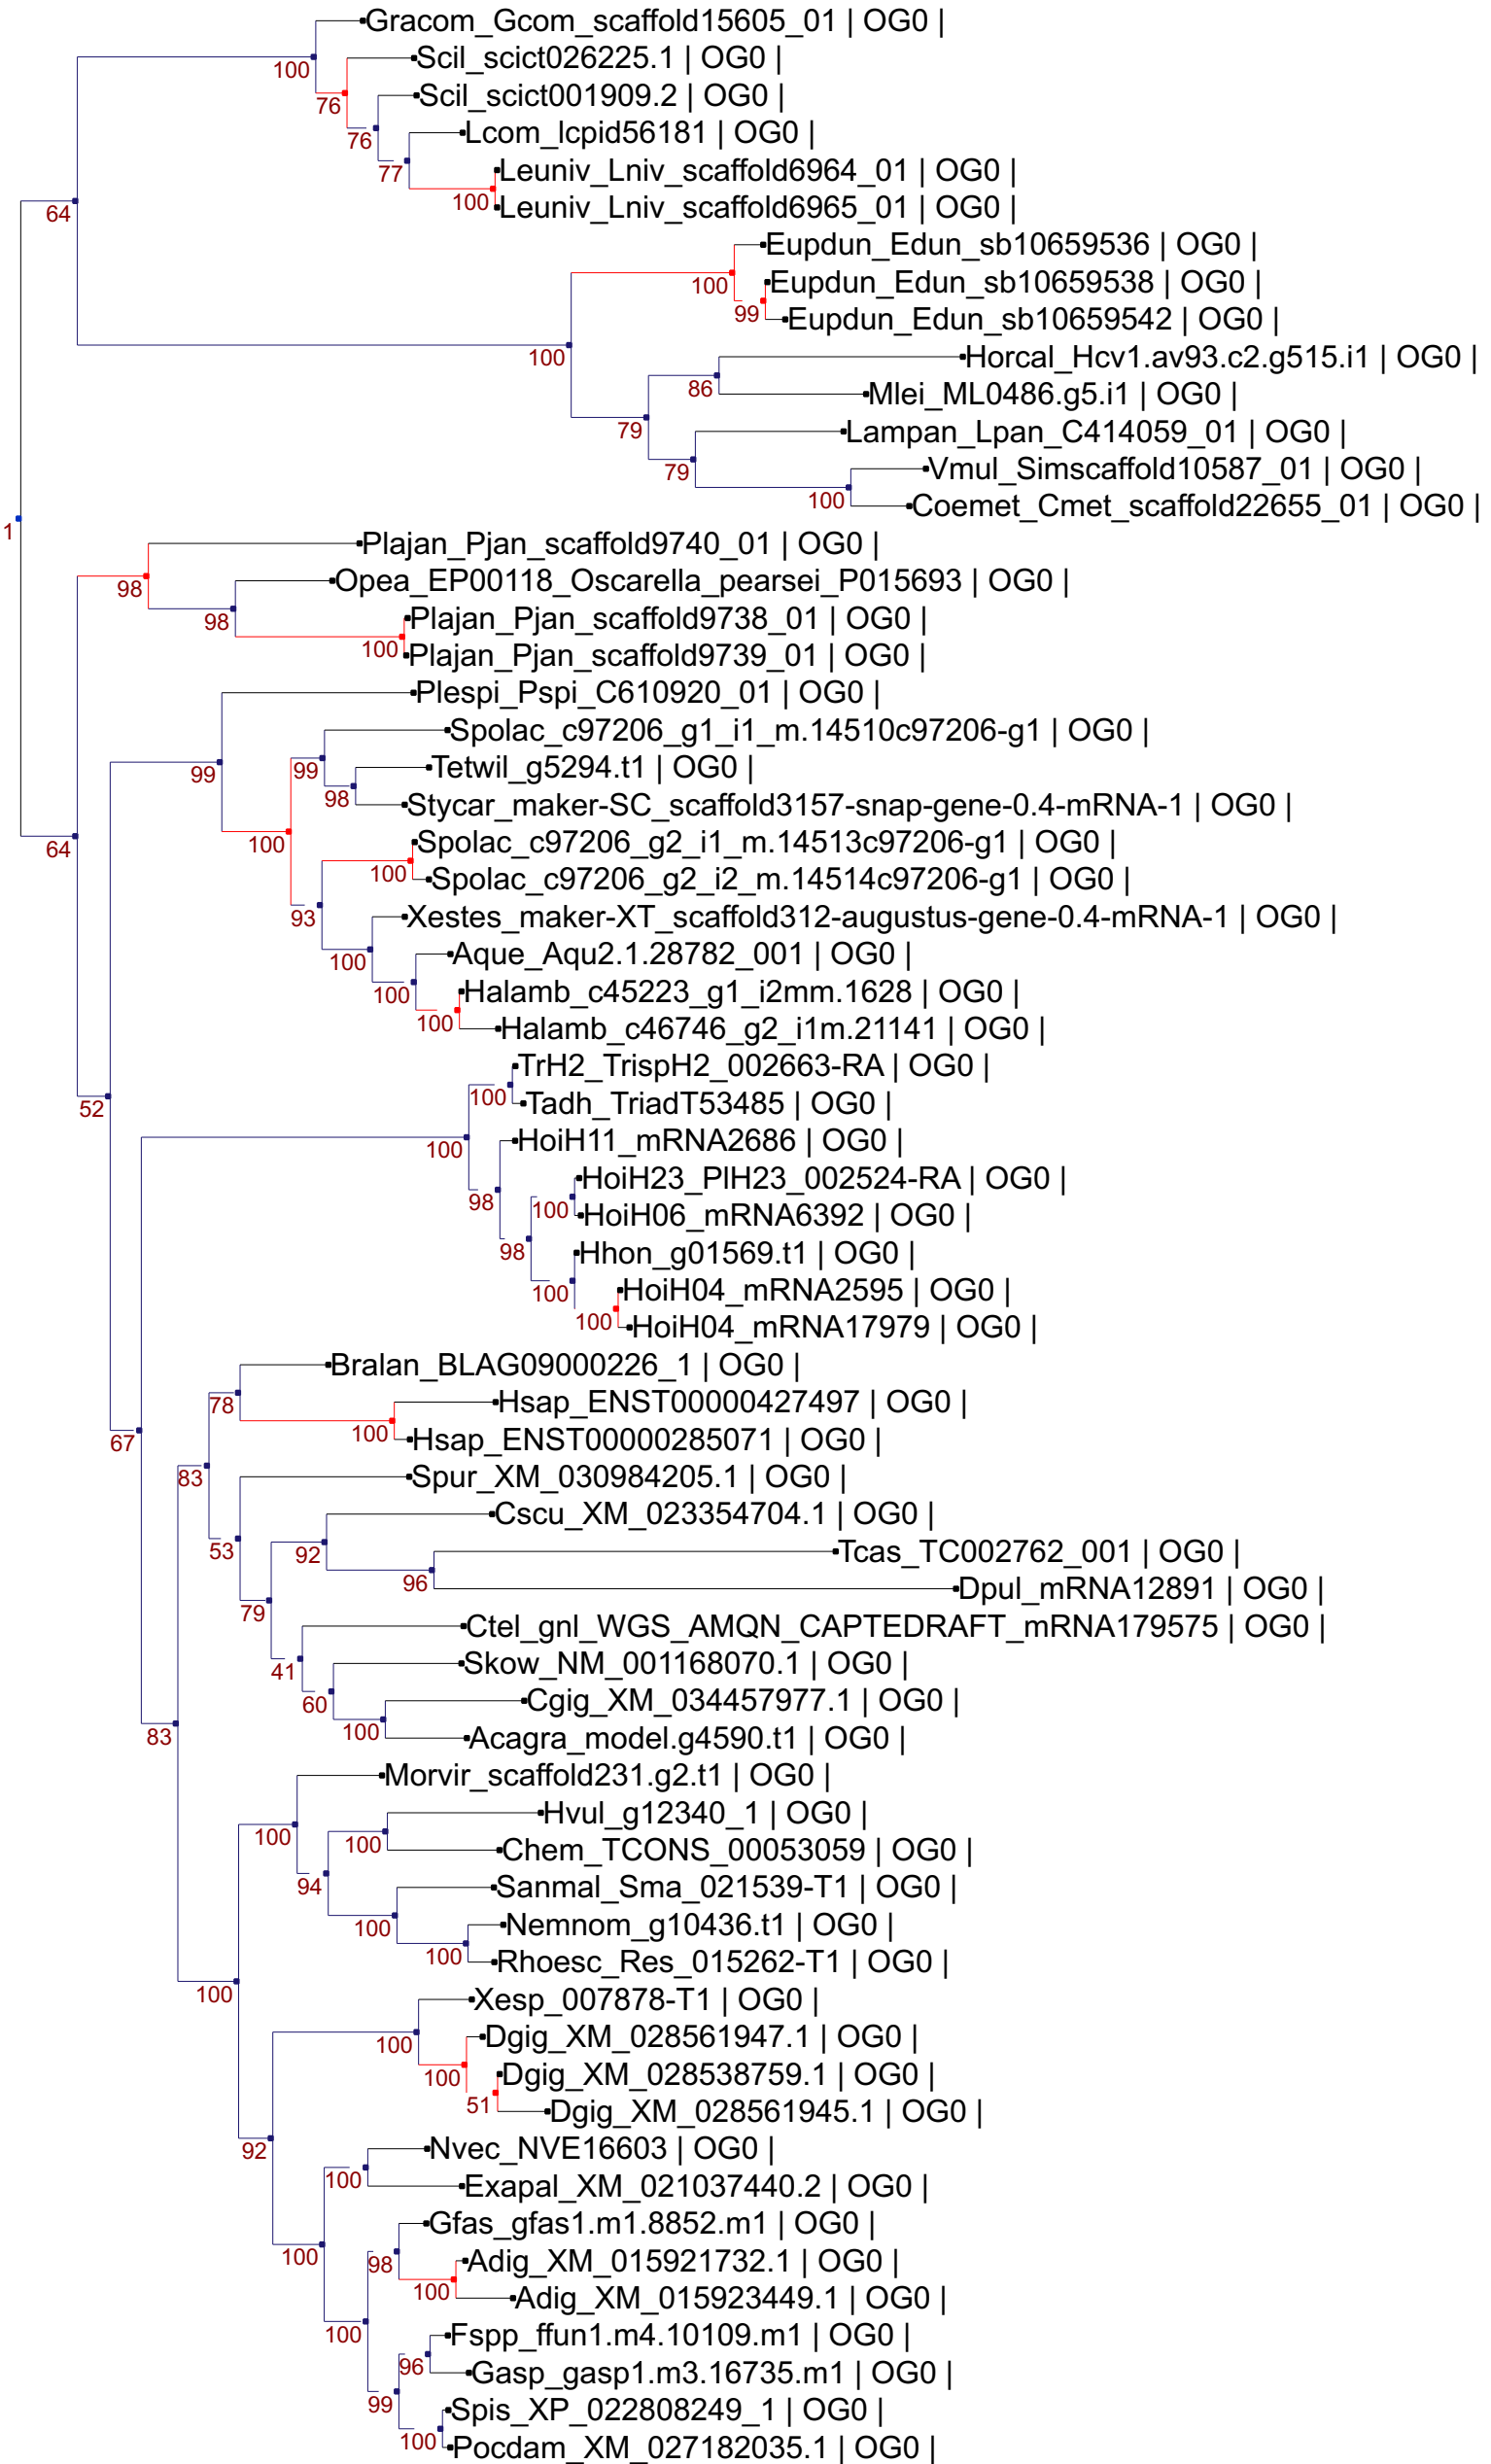 Gracom_Gcom_scaffold15605_01 | OG0 |
Scil_scict026225.1 | OG0 |
100
Scil_scict001909.2 | OG0 |
76
Lcom_lcpid56181 | OG0 |
76
Leuniv_Lniv_scaffold6964_01 | OG0 |
77
Leuniv_Lniv_scaffold6965_01 | OG0 |
100
64
Eupdun_Edun_sb10659536 | OG0 |
Eupdun_Edun_sb10659538 | OG0 |
100
Eupdun_Edun_sb10659542 | OG0 |
99
Horcal_Hcv1.av93.c2.g515.i1 | OG0 |
100
Mlei_ML0486.g5.i1 | OG0 |
86
Lampan_Lpan_C414059_01 | OG0 |
79
Vmul_Simscaffold10587_01 | OG0 |
79
Coemet_Cmet_scaffold22655_01 | OG0 |
100
1
Plajan_Pjan_scaffold9740_01 | OG0 |
Opea_EP00118_Oscarella_pearsei_P015693 | OG0 |
98
Plajan_Pjan_scaffold9738_01 | OG0 |
98
Plajan_Pjan_scaffold9739_01 | OG0 |
100
Plespi_Pspi_C610920_01 | OG0 |
Spolac_c97206_g1_i1_m.14510c97206-g1 | OG0 |
Tetwil_g5294.t1 | OG0 |
99
99
Stycar_maker-SC_scaffold3157-snap-gene-0.4-mRNA-1 | OG0 |
98
Spolac_c97206_g2_i1_m.14513c97206-g1 | OG0 |
100
64
Spolac_c97206_g2_i2_m.14514c97206-g1 | OG0 |
100
Xestes_maker-XT_scaffold312-augustus-gene-0.4-mRNA-1 | OG0 |
93
Aque_Aqu2.1.28782_001 | OG0 |
100
Halamb_c45223_g1_i2mm.1628 | OG0 |
100
Halamb_c46746_g2_i1m.21141 | OG0 |
100
TrH2_TrispH2_002663-RA | OG0 |
Tadh_TriadT53485 | OG0 |
100
52
HoiH11_mRNA2686 | OG0 |
100
HoiH23_PlH23_002524-RA | OG0 |
98
HoiH06_mRNA6392 | OG0 |
100
Hhon_g01569.t1 | OG0 |
98
HoiH04_mRNA2595 | OG0 |
100
HoiH04_mRNA17979 | OG0 |
100
Bralan_BLAG09000226_1 | OG0 |
Hsap_ENST00000427497 | OG0 |
78
Hsap_ENST00000285071 | OG0 |
100
67
Spur_XM_030984205.1 | OG0 |
83
Cscu_XM_023354704.1 | OG0 |
Tcas_TC002762_001 | OG0 |
53
92
Dpul_mRNA12891 | OG0 |
96
Ctel_gnl_WGS_AMQN_CAPTEDRAFT_mRNA179575 | OG0 |
79
Skow_NM_001168070.1 | OG0 |
41
Cgig_XM_034457977.1 | OG0 |
60
Acagra_model.g4590.t1 | OG0 |
100
83
Morvir_scaffold231.g2.t1 | OG0 |
Hvul_g12340_1 | OG0 |
100
Chem_TCONS_00053059 | OG0 |
100
Sanmal_Sma_021539-T1 | OG0 |
94
Nemnom_g10436.t1 | OG0 |
100
Rhoesc_Res_015262-T1 | OG0 |
100
100
Xesp_007878-T1 | OG0 |
Dgig_XM_028561947.1 | OG0 |
100
Dgig_XM_028538759.1 | OG0 |
100
Dgig_XM_028561945.1 | OG0 |
51
Nvec_NVE16603 | OG0 |
92
Exapal_XM_021037440.2 | OG0 |
100
Gfas_gfas1.m1.8852.m1 | OG0 |
100
Adig_XM_015921732.1 | OG0 |
98
Adig_XM_015923449.1 | OG0 |
100
Fspp_ffun1.m4.10109.m1 | OG0 |
100
Gasp_gasp1.m3.16735.m1 | OG0 |
96
Spis_XP_022808249_1 | OG0 |
99
Pocdam_XM_027182035.1 | OG0 |
100